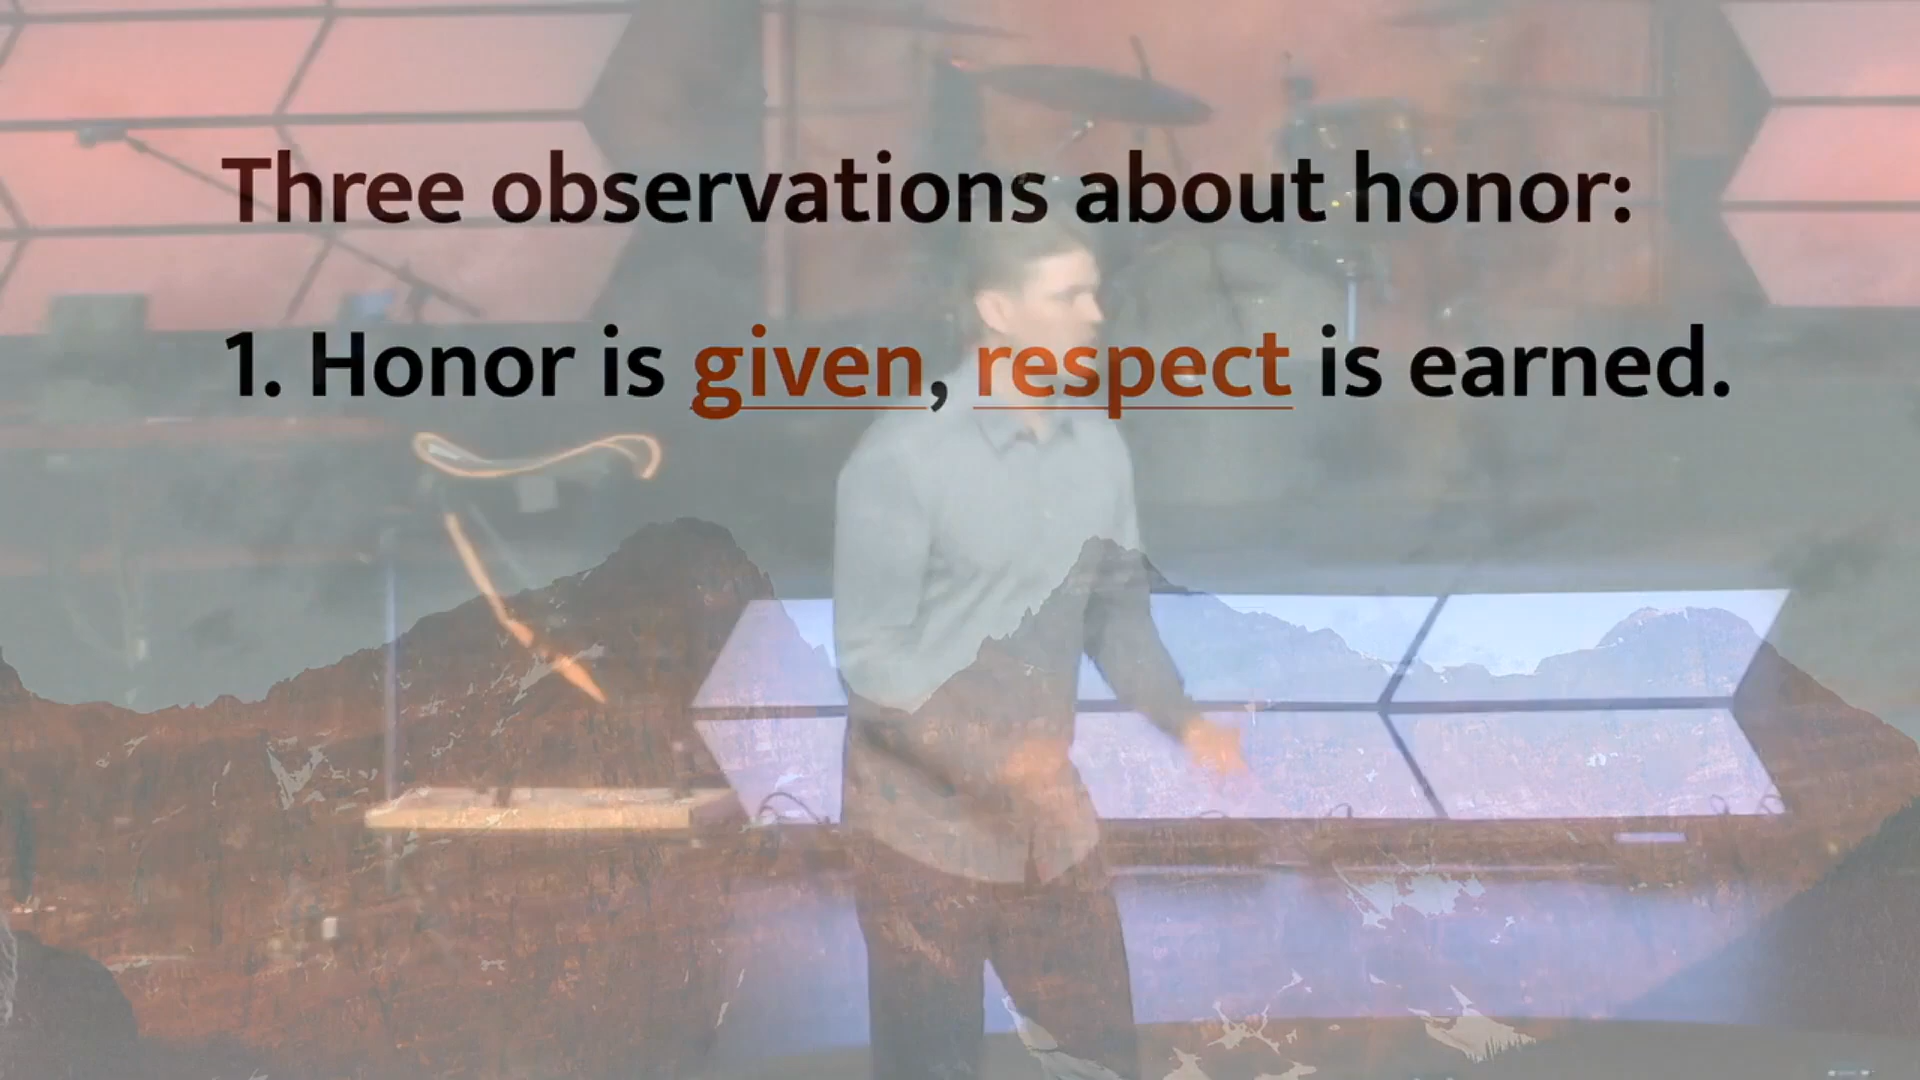 Three observations about honor:
1. Honor is given, respect is earned.